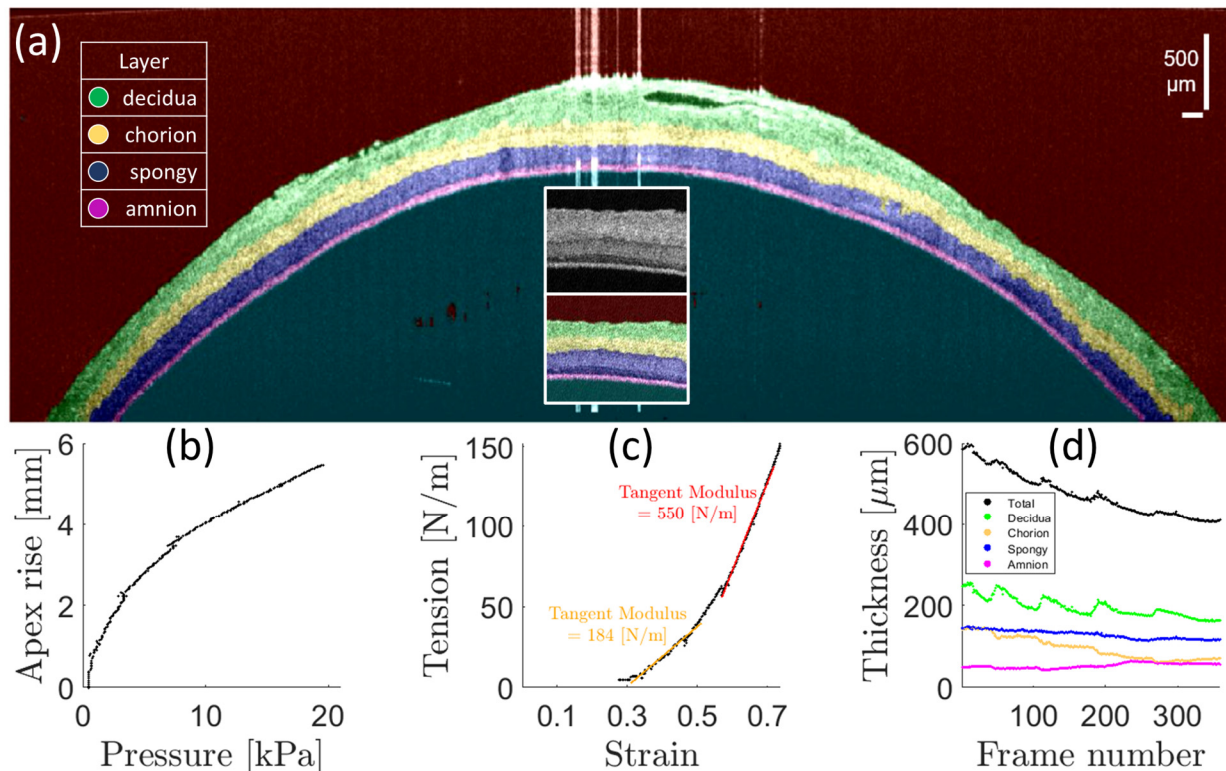 (a)
Layer
decidua
chorion
spongy
amnion
500
µm
(b)
Apex rise [mm]
6
4
2
0
0
10
20
Pressure [kPa]
(c)
Tension [N/m]
150
100
50
0
0.1
0.3
0.5
0.7
Strain
Tangent Modulus
= 550 [N/m]
Tangent Modulus
= 184 [N/m]
(d)
Thickness [µm]
600
400
200
0
100
200
300
Frame number
Total
Decidua
Chorion
Spongy
Amnion